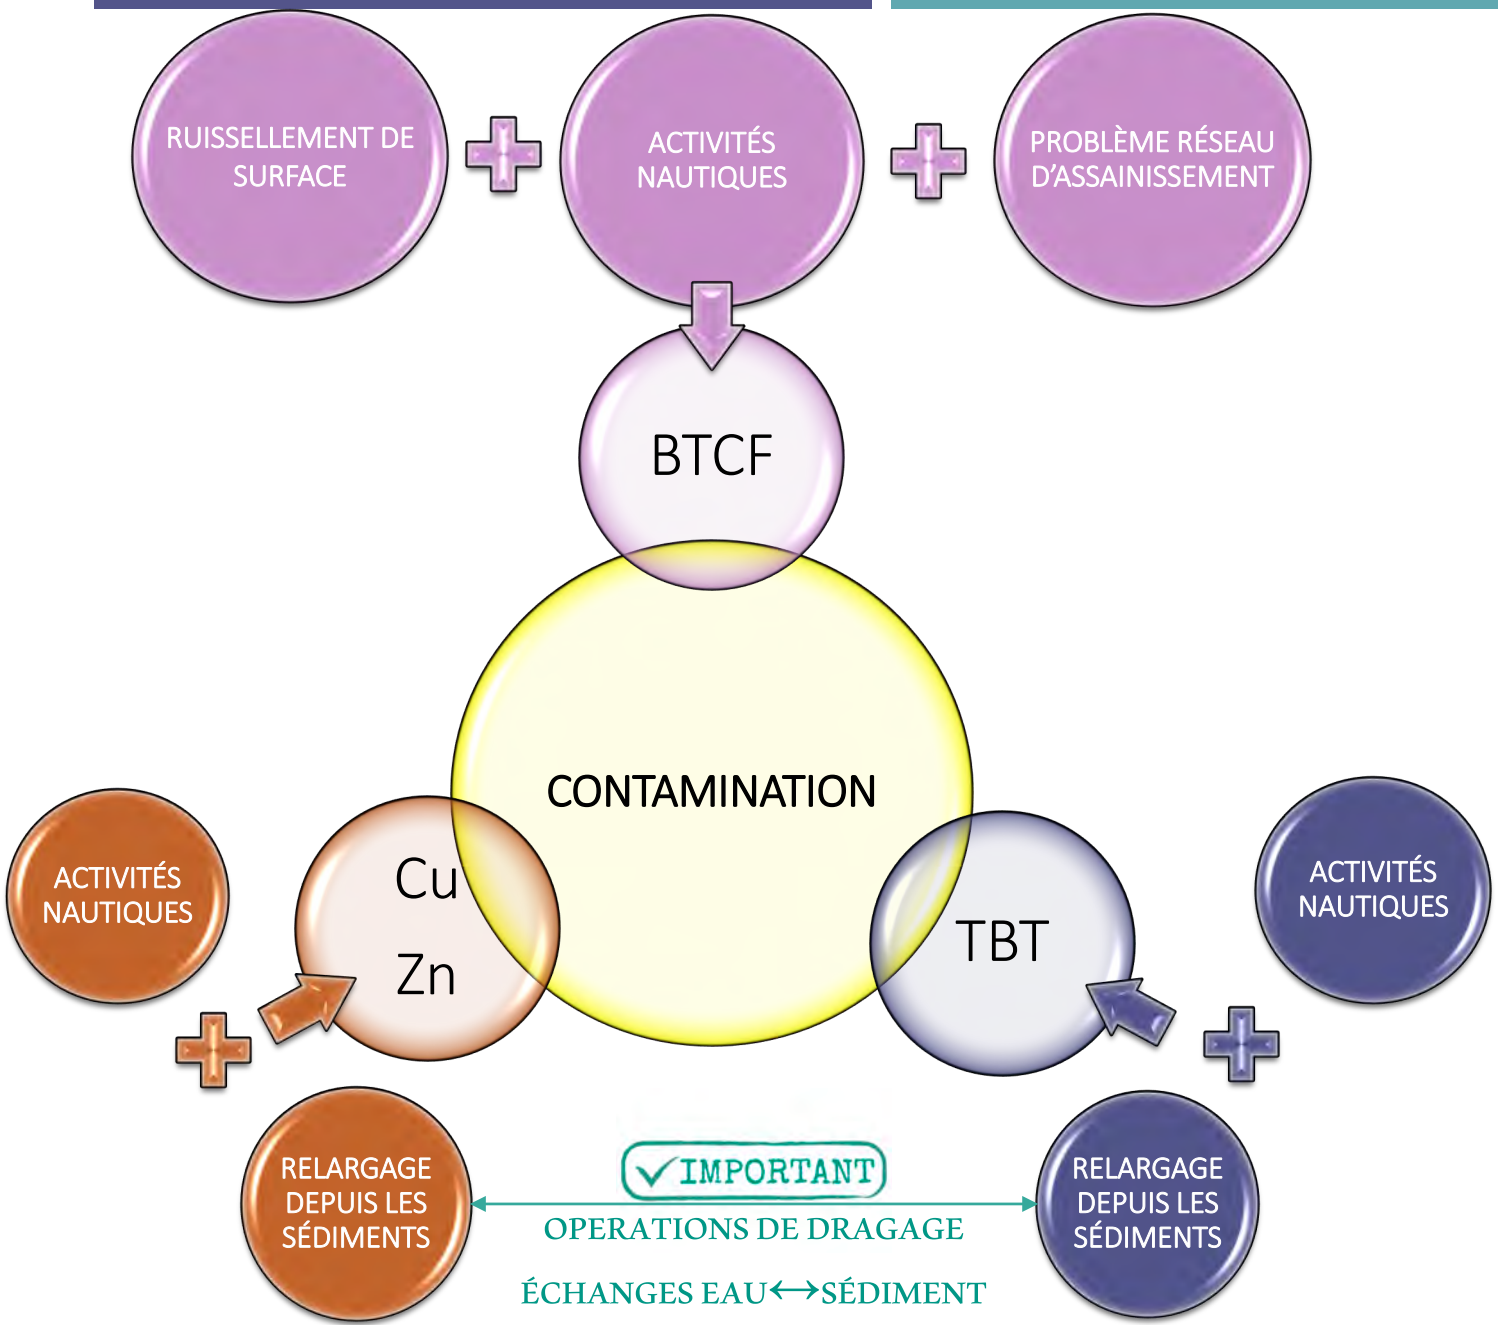 RUISSELLEMENT DE
SURFACE
ACTIVITÉS
NAUTIQUES
PROBLÈME RÉSEAU
D'ASSAINISSEMENT
BTCF
CONTAMINATION
Cu
Zn
TBT
ACTIVITÉS
NAUTIQUES
ACTIVITÉS
NAUTIQUES
RELARGAGE
DEPUIS LES
SÉDIMENTS
IMPORTANT
OPERATIONS DE DRAGAGE
ÉCHANGES EAU↔SÉDIMENT
RELARGAGE
DEPUIS LES
SÉDIMENTS